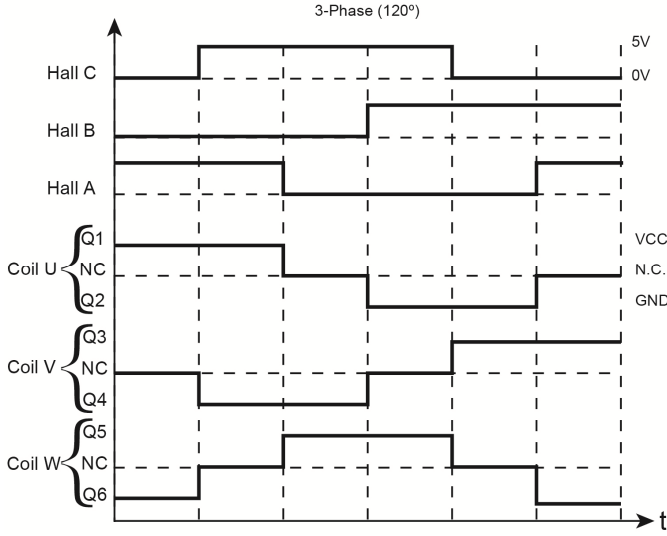 3-Phase (120º)
5V
Hall C
0V
Hall B
Hall A
Q1
VCC
Coil U
NC
N.C.
Q2
GND
Q3
Coil V
NC
Q4
Q5
Coil W
NC
Q6
t